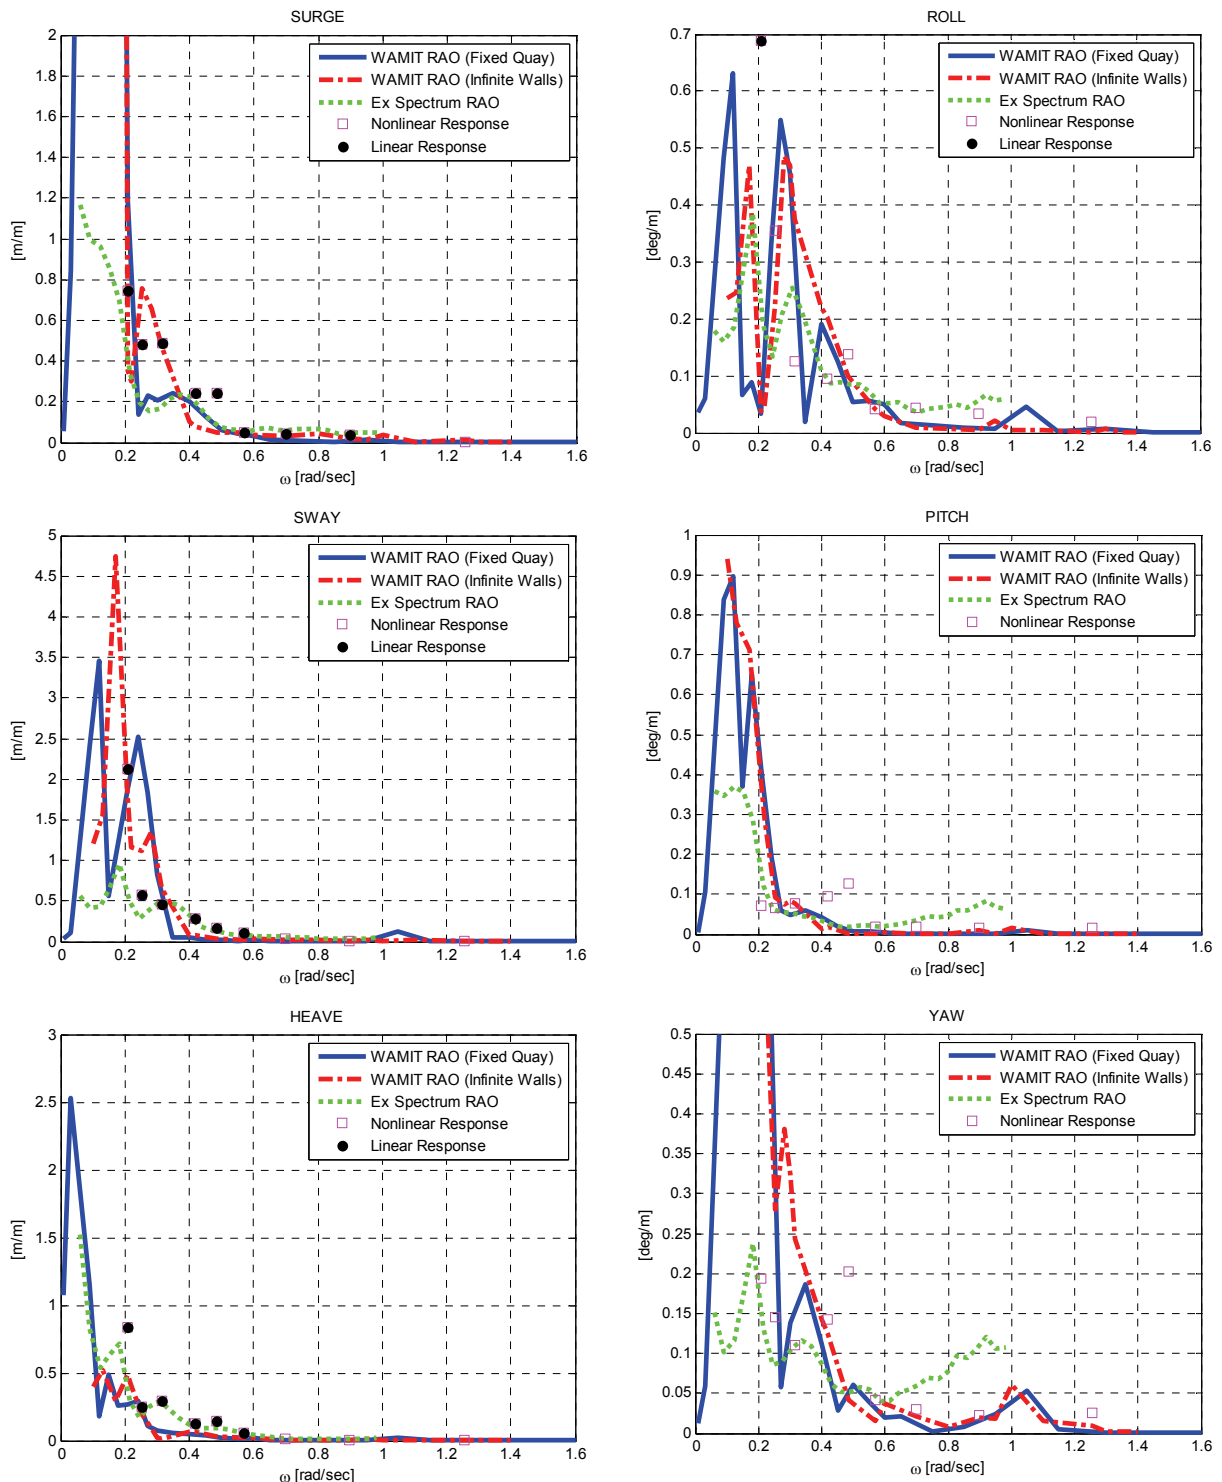 SURGE
2
1.8
1.6
1.4
1.2
1
0.8
0.6
0.4
0.2
0
[m/m]
WAMIT RAO (Fixed Quay)
WAMIT RAO (Infinite Walls)
Ex Spectrum RAO
Nonlinear Response
Linear Response
0 0.2 0.4 0.6 0.8 1 1.2 1.4 1.6
ω [rad/sec]
ROLL
0.7
0.6
0.5
0.4
0.3
0.2
0.1
0
[deg/m]
WAMIT RAO (Fixed Quay)
WAMIT RAO (Infinite Walls)
Ex Spectrum RAO
Nonlinear Response
Linear Response
0 0.2 0.4 0.6 0.8 1 1.2 1.4 1.6
ω [rad/sec]
SWAY
5
4.5
4
3.5
3
2.5
2
1.5
1
0.5
0
[m/m]
WAMIT RAO (Fixed Quay)
WAMIT RAO (Infinite Walls)
Ex Spectrum RAO
Nonlinear Response
Linear Response
0 0.2 0.4 0.6 0.8 1 1.2 1.4 1.6
ω [rad/sec]
PITCH
1
0.9
0.8
0.7
0.6
0.5
0.4
0.3
0.2
0.1
0
[deg/m]
WAMIT RAO (Fixed Quay)
WAMIT RAO (Infinite Walls)
Ex Spectrum RAO
Nonlinear Response
0 0.2 0.4 0.6 0.8 1 1.2 1.4 1.6
ω [rad/sec]
HEAVE
3
2.5
2
1.5
1
0.5
0
[m/m]
WAMIT RAO (Fixed Quay)
WAMIT RAO (Infinite Walls)
Ex Spectrum RAO
Nonlinear Response
Linear Response
0 0.2 0.4 0.6 0.8 1 1.2 1.4 1.6
ω [rad/sec]
YAW
0.5
0.45
0.4
0.35
0.3
0.25
0.2
0.15
0.1
0.05
0
[deg/m]
WAMIT RAO (Fixed Quay)
WAMIT RAO (Infinite Walls)
Ex Spectrum RAO
Nonlinear Response
0 0.2 0.4 0.6 0.8 1 1.2 1.4 1.6
ω [rad/sec]